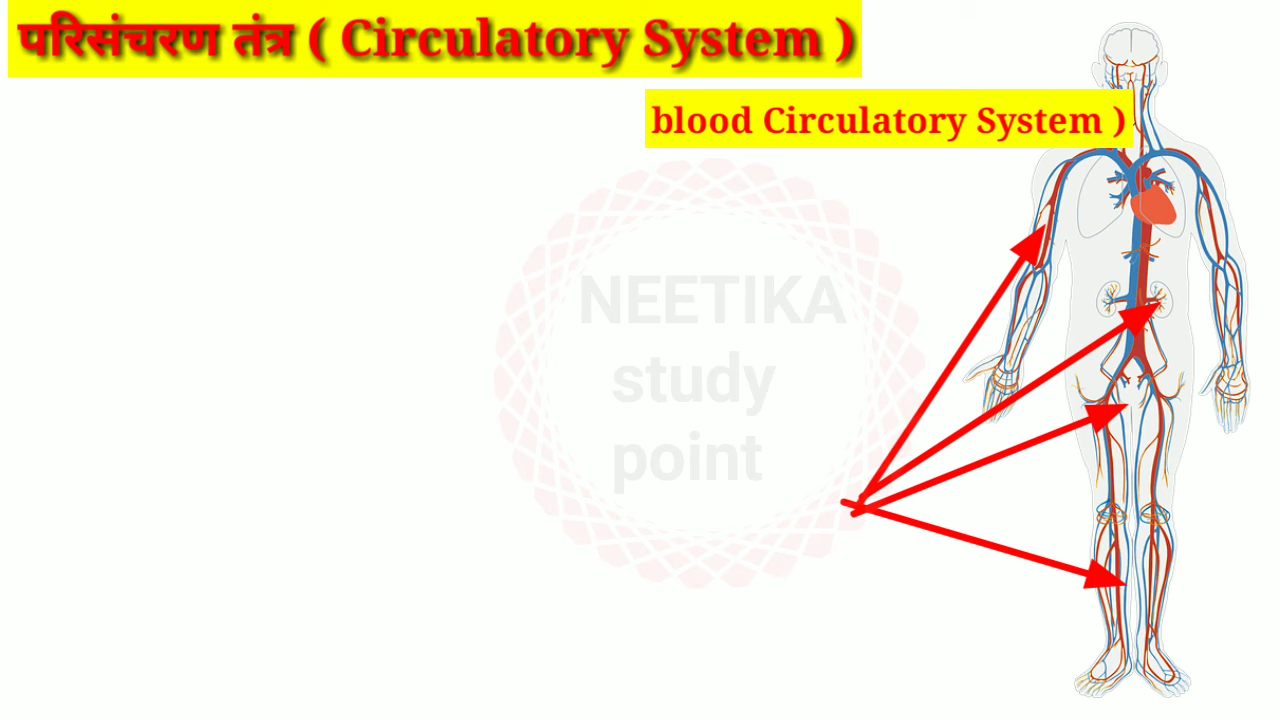 परिसंचरण तंत्र ( Circulatory System )
blood Circulatory System )
NEETIKA
study
point